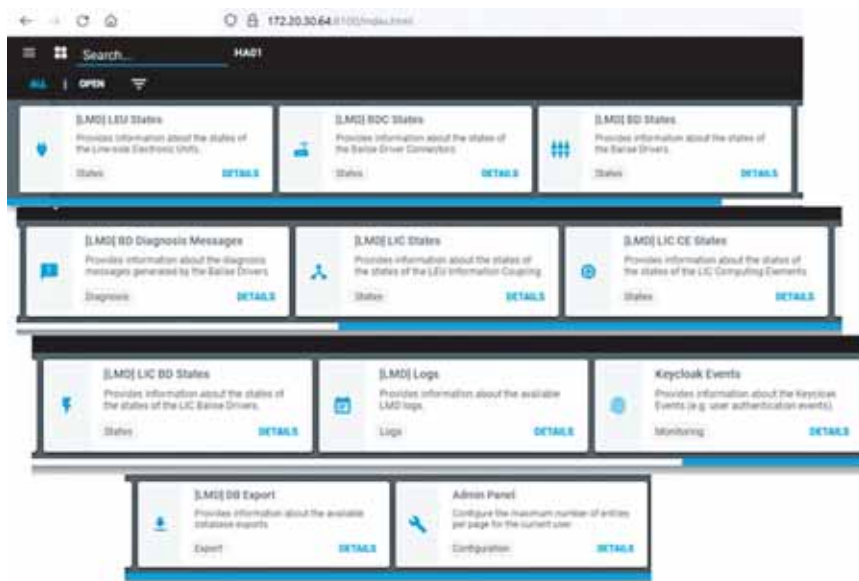 172.20.30.64:8100/index.html
Search...
HA01
ALL | OPEN
[LMD] LEU States
Provides information about the states of
the Line-side Electronic Units.
States
DETAILS
[LMD] BDC States
Provides information about the states of
the Balise Driver Connectors
States
DETAILS
[LMD] BD States
Provides information about the states of
the Balise Drivers.
States
DETAILS
[LMD] BD Diagnosis Messages
Provides information about the diagnosis
messages generated by the Balise Drivers
Diagnosis
DETAILS
[LMD] LIC States
Provides information about the states of
the states of the LEU Information Coupling
States
DETAILS
[LMD] LIC CE States
Provides information about the states of
the states of the LIC Computing Elements
States
DETAILS
[LMD] LIC BD States
Provides information about the states of
the states of the LIC Balise Drivers.
States
DETAILS
[LMD] Logs
Provides information about the available
LMD logs.
Logs
DETAILS
Keycloak Events
Provides information about the Keycloak
Events (e.g. user authentication events)
Monitoring
DETAILS
[LMD] DB Export
Provides information about the available
database exports
Export
DETAILS
Admin Panel
Configure the maximum number of entries
per page for the current user
Configuration
DETAILS